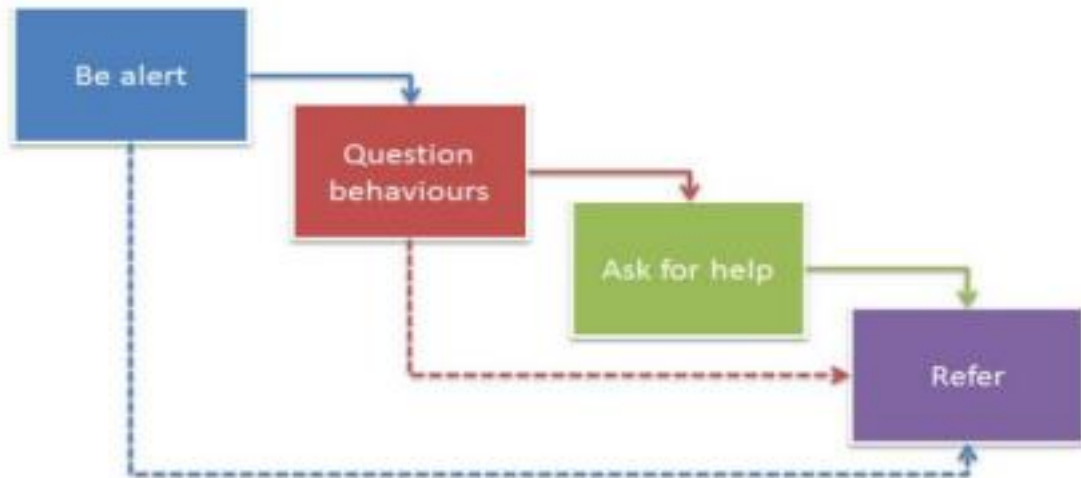 Be alert
Question
behaviours
Ask for help
Refer